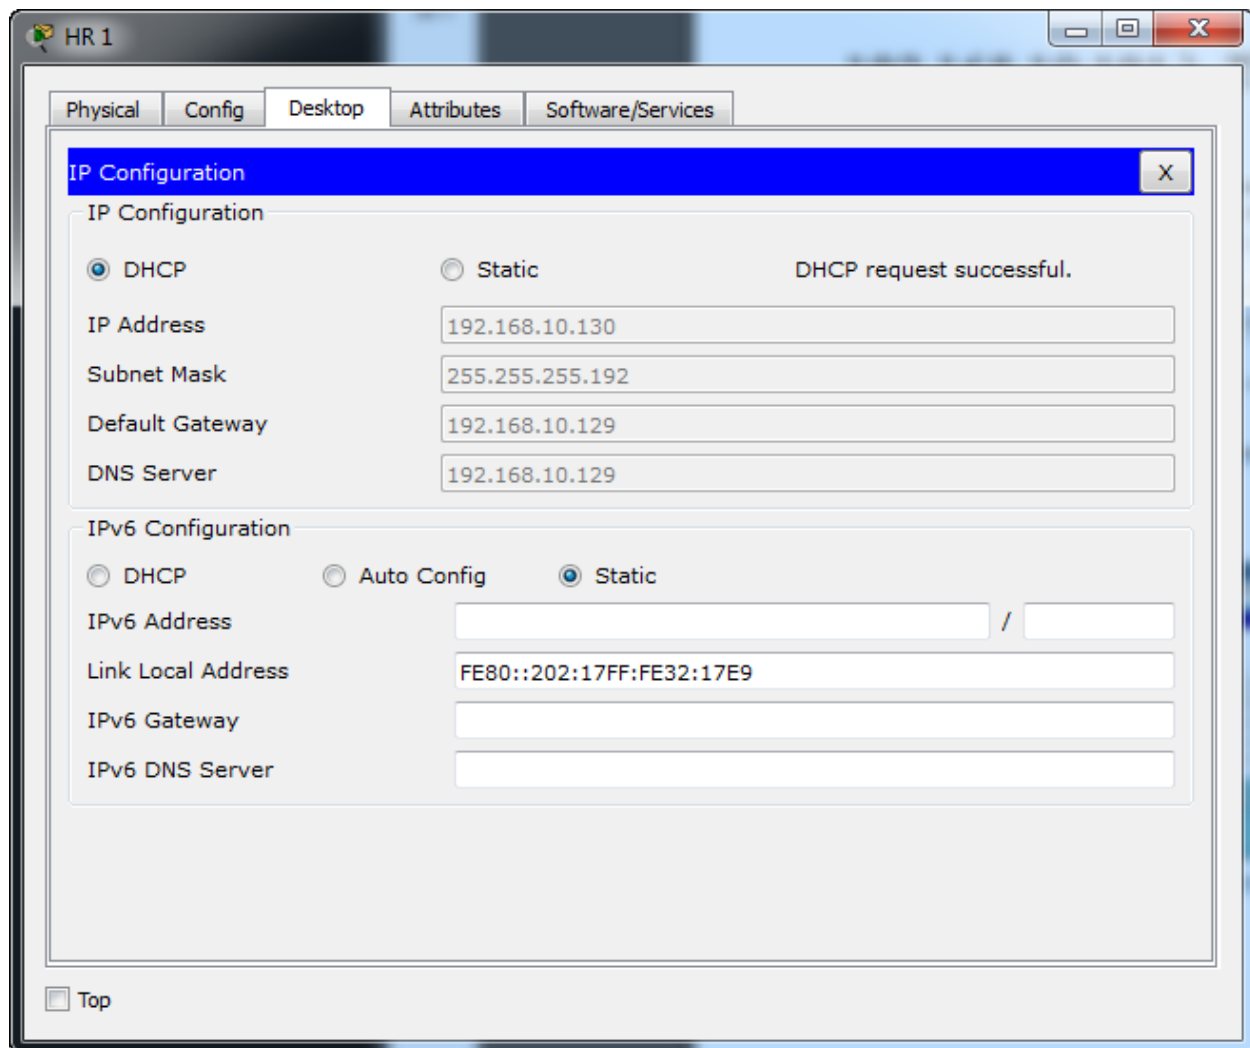 HR 1
Physical Config Desktop Attributes Software/Services
IP Configuration X
IP Configuration
DHCP Static DHCP request successful.
IP Address 192.168.10.130
Subnet Mask 255.255.255.192
Default Gateway 192.168.10.129
DNS Server 192.168.10.129
IPv6 Configuration
DHCP Auto Config Static
IPv6 Address /
Link Local Address FE80::202:17FF:FE32:17E9
IPv6 Gateway
IPv6 DNS Server
Top